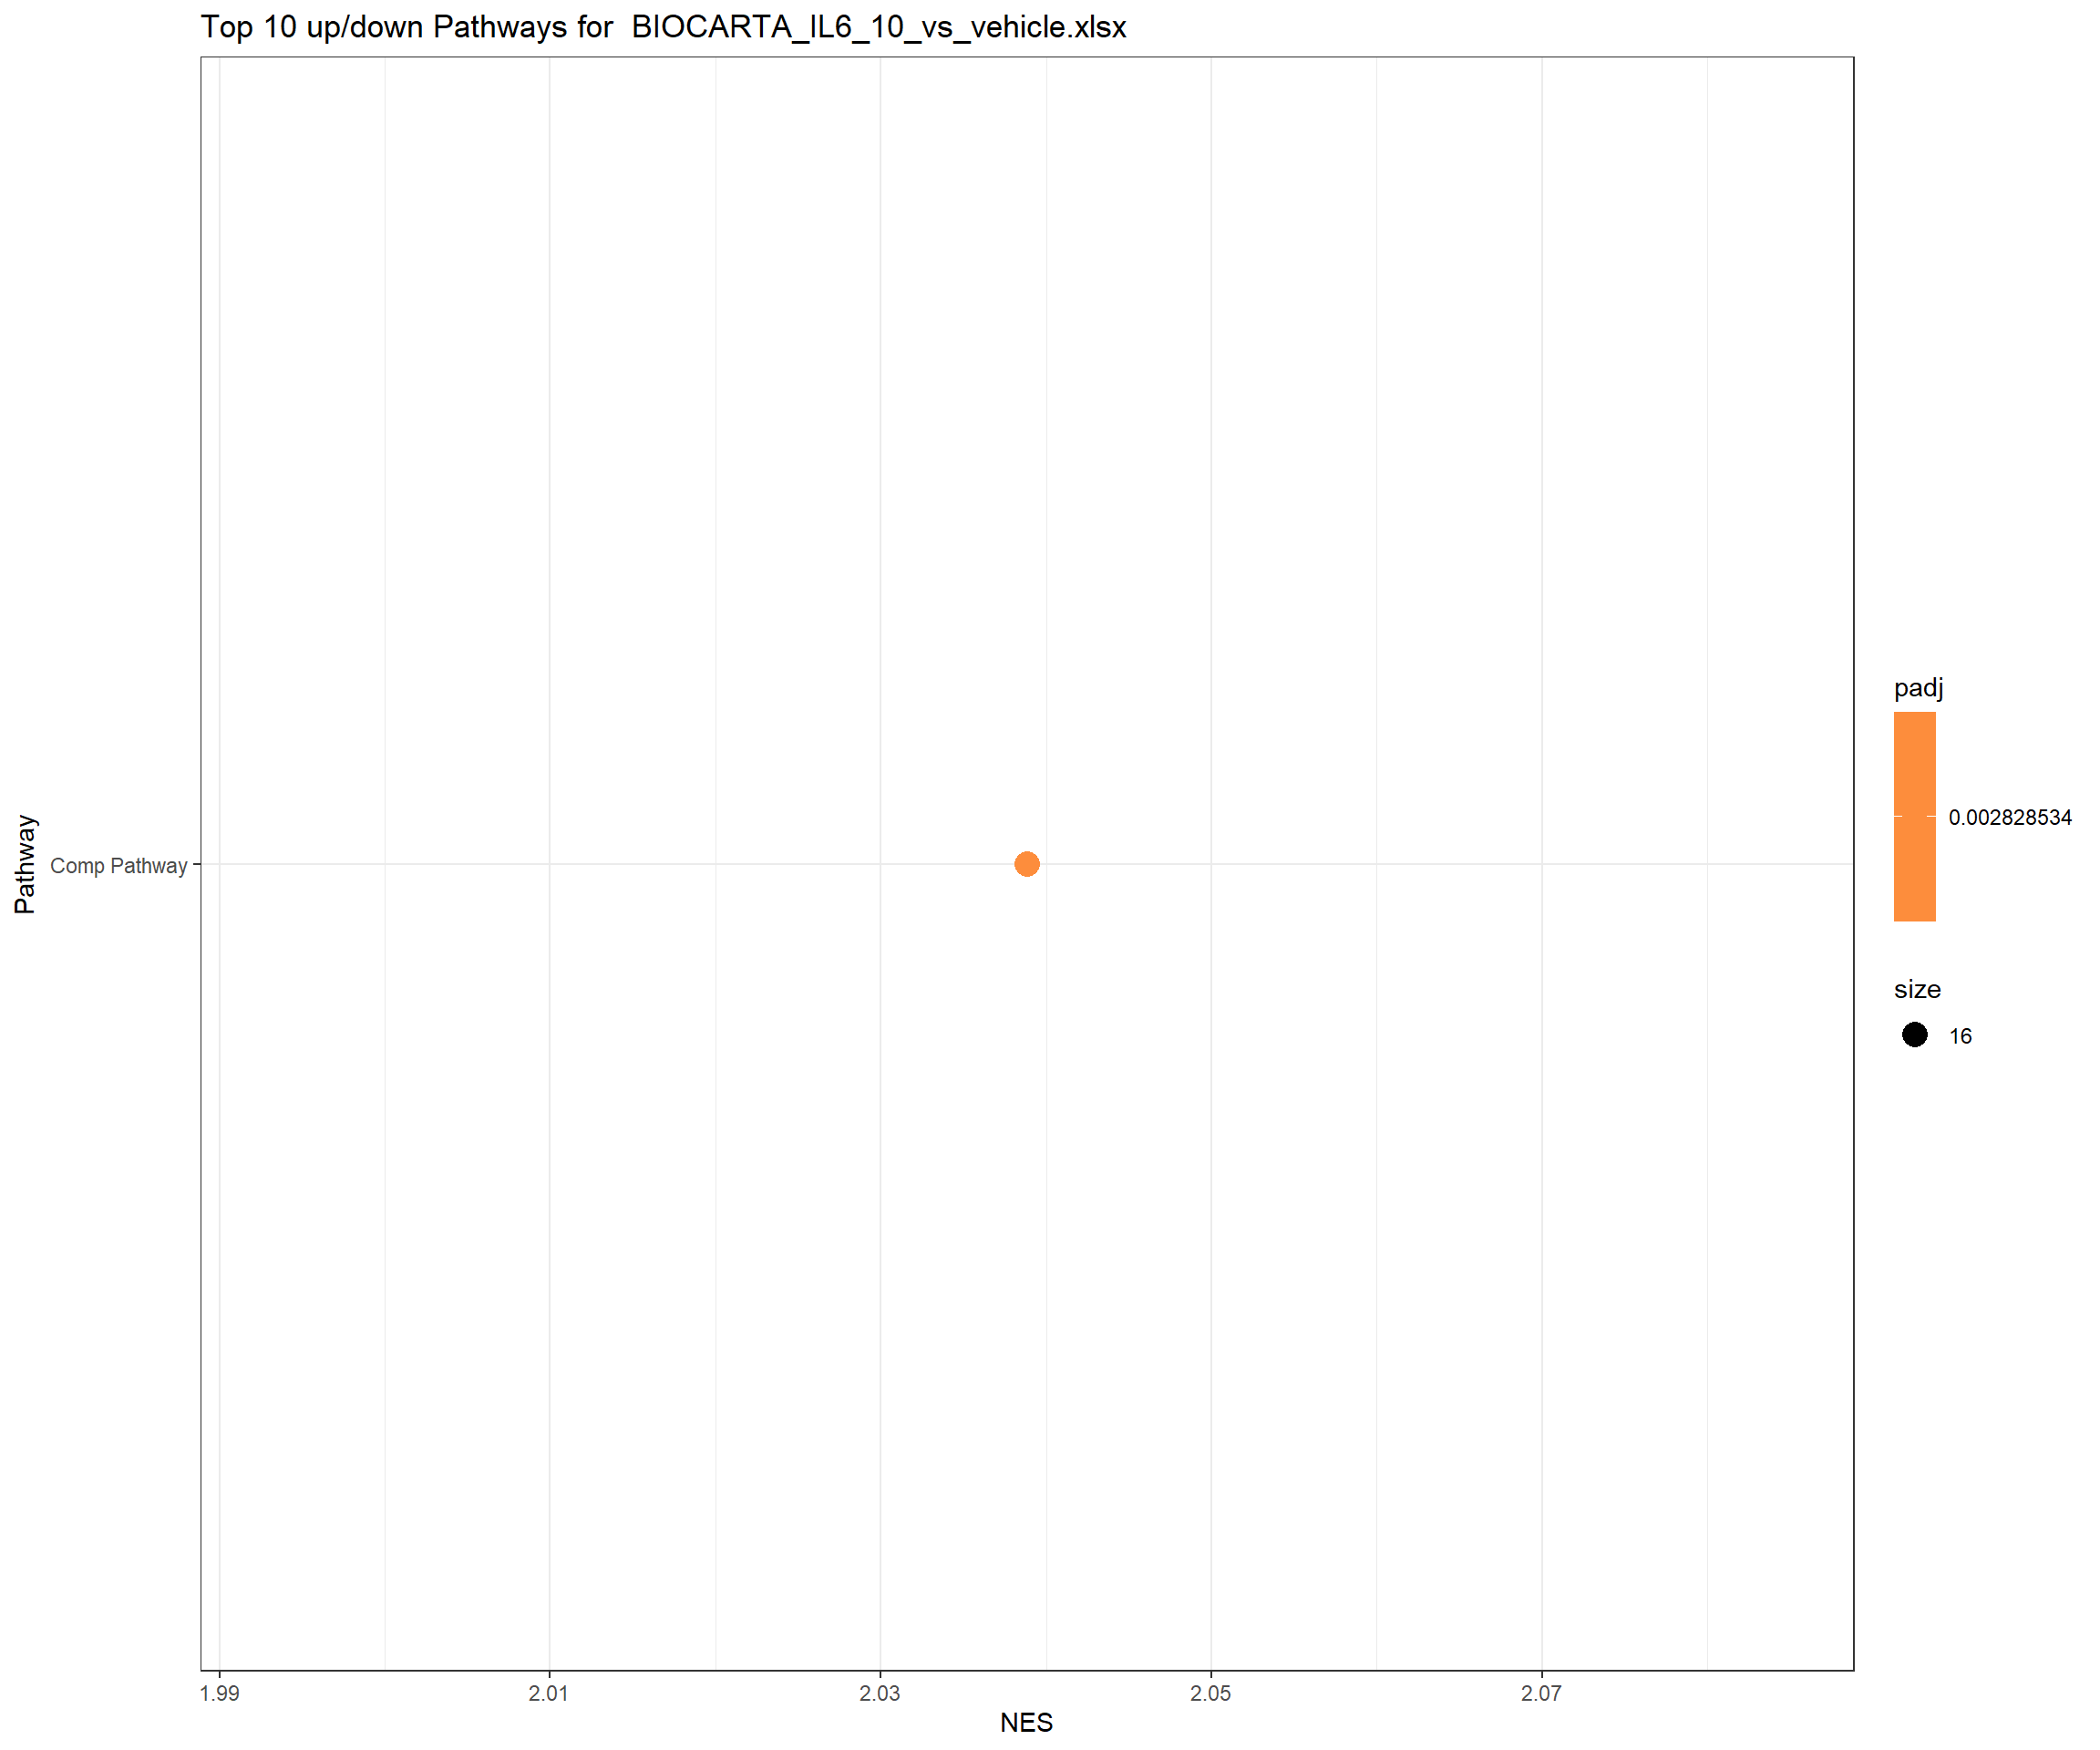 Top 10 up/down Pathways for  BIOCARTA_IL6_10_vs_vehicle.xlsx
Pathway
Comp Pathway
1.99 2.01 2.03 2.05 2.07
NES
padj
0.002828534
size
16